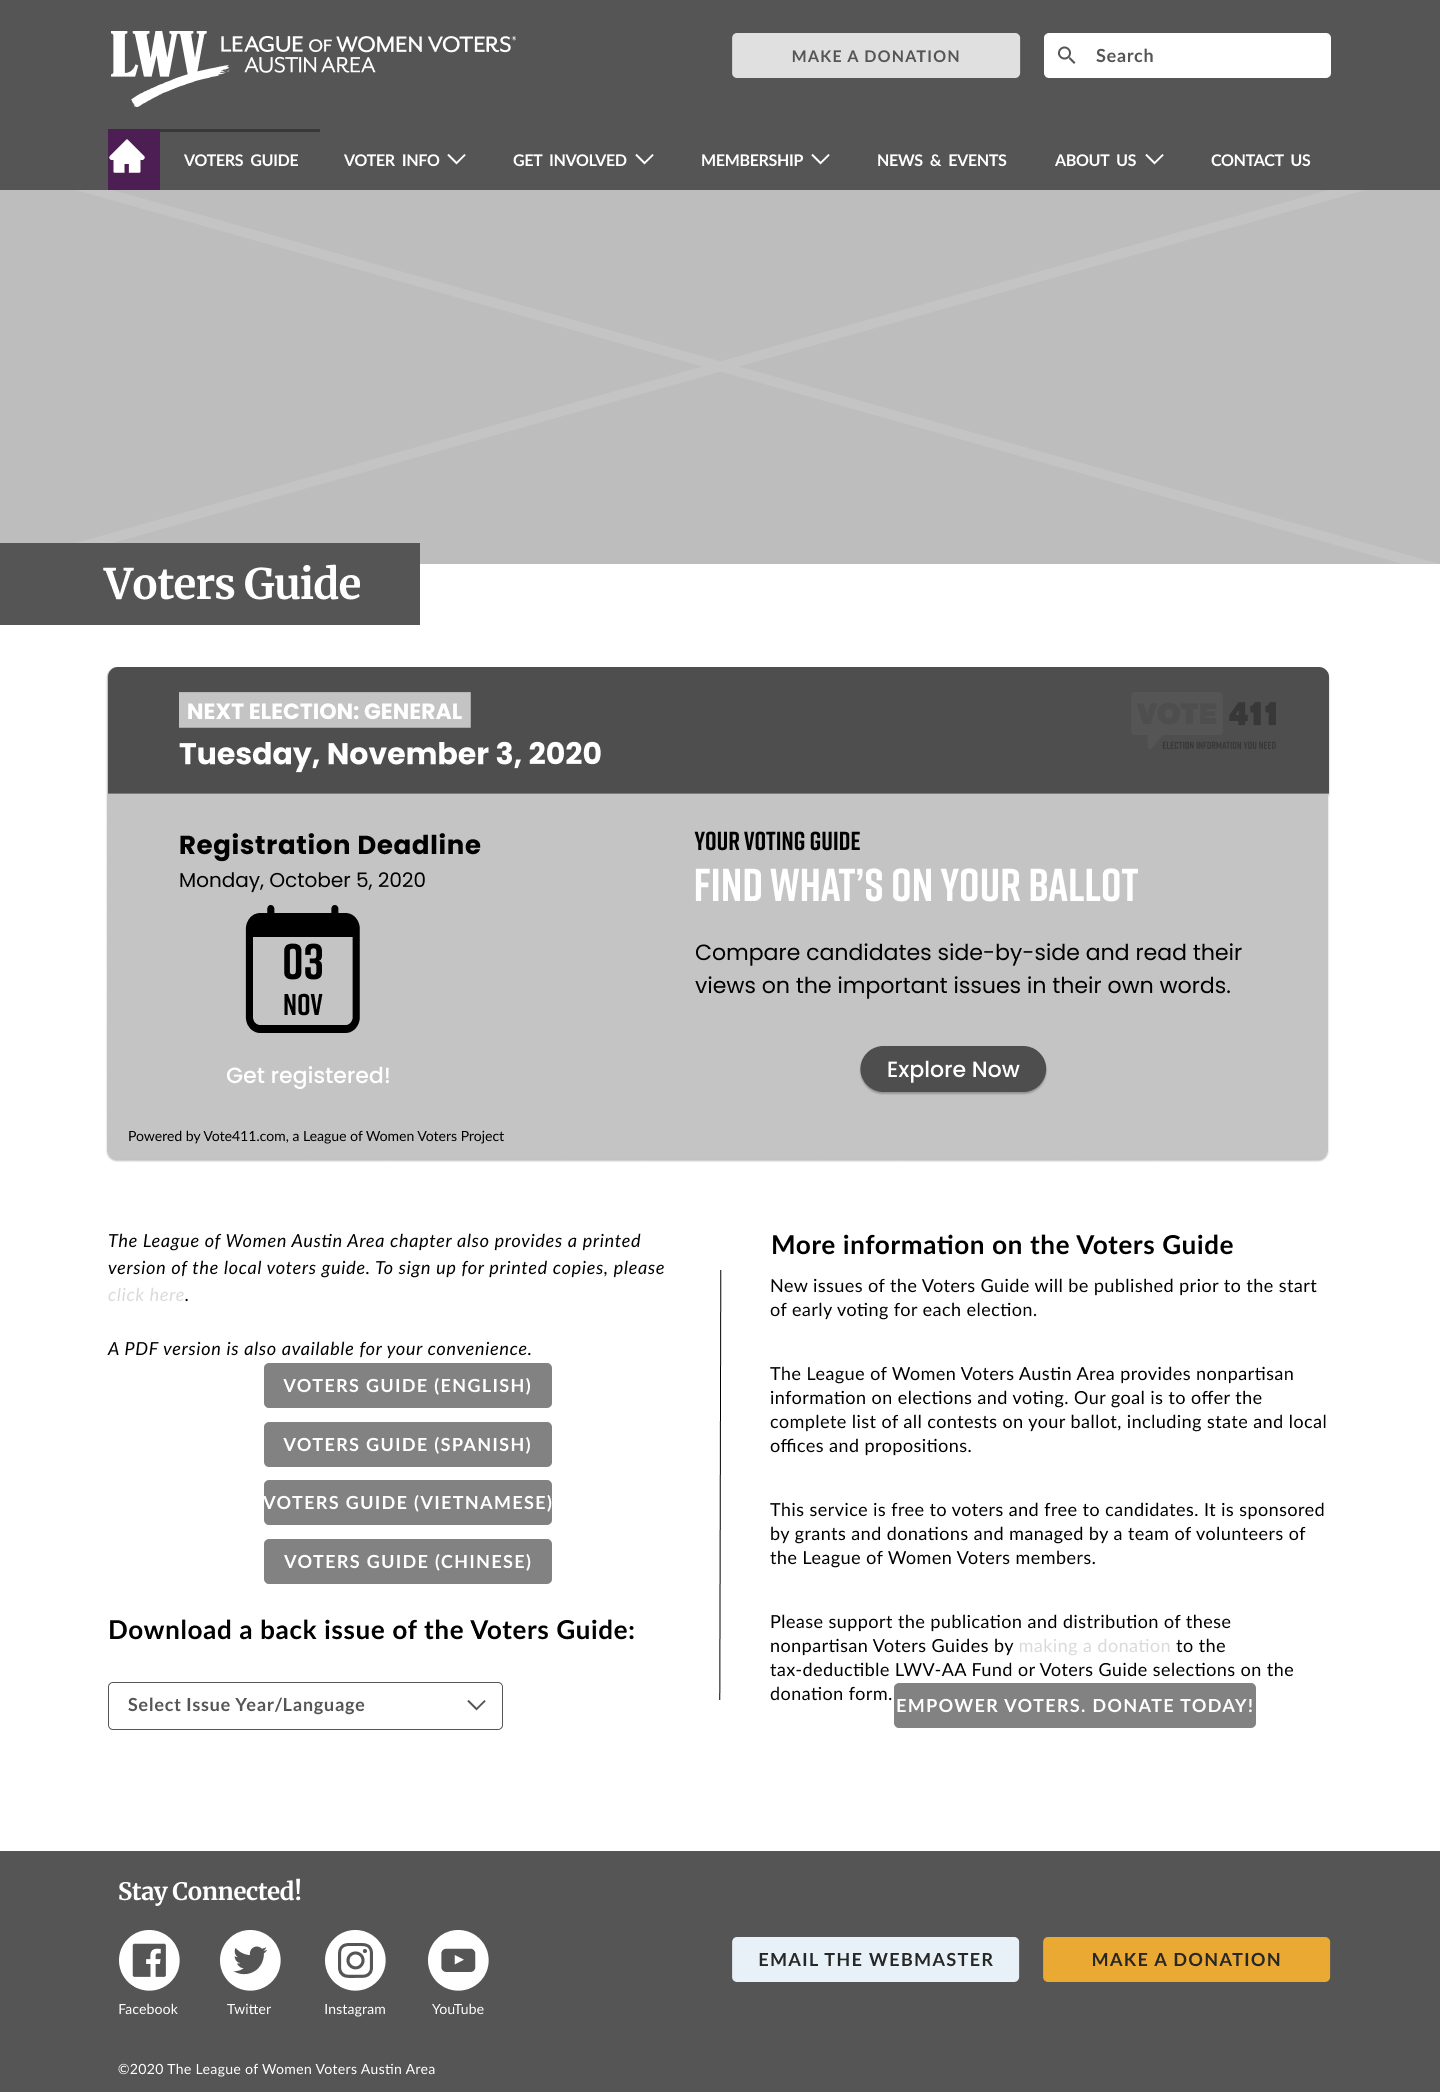 LWV LEAGUE OF WOMEN VOTERS®
AUSTIN AREA
MAKE A DONATION
Search
VOTERS GUIDE
VOTER INFO
GET INVOLVED
MEMBERSHIP
NEWS & EVENTS
ABOUT US
CONTACT US
Voters Guide
NEXT ELECTION: GENERAL
Tuesday, November 3, 2020
VOTE 411
ELECTION INFORMATION YOU NEED
Registration Deadline
Monday, October 5, 2020
03
NOV
Get registered!
Powered by Vote411.com, a League of Women Voters Project
YOUR VOTING GUIDE
FIND WHAT'S ON YOUR BALLOT
Compare candidates side-by-side and read their
views on the important issues in their own words.
Explore Now
The League of Women Austin Area chapter also provides a printed
version of the local voters guide. To sign up for printed copies, please
click here.
A PDF version is also available for your convenience.
VOTERS GUIDE (ENGLISH)
VOTERS GUIDE (SPANISH)
VOTERS GUIDE (VIETNAMESE)
VOTERS GUIDE (CHINESE)
Download a back issue of the Voters Guide:
Select Issue Year/Language
More information on the Voters Guide
New issues of the Voters Guide will be published prior to the start
of early voting for each election.
The League of Women Voters Austin Area provides nonpartisan
information on elections and voting. Our goal is to offer the
complete list of all contests on your ballot, including state and local
offices and propositions.
This service is free to voters and free to candidates. It is sponsored
by grants and donations and managed by a team of volunteers of
the League of Women Voters members.
Please support the publication and distribution of these
nonpartisan Voters Guides by making a donation to the
tax-deductible LWV-AA Fund or Voters Guide selections on the
donation form.
EMPOWER VOTERS. DONATE TODAY!
Stay Connected!
Facebook
Twitter
Instagram
YouTube
EMAIL THE WEBMASTER
MAKE A DONATION
©2020 The League of Women Voters Austin Area